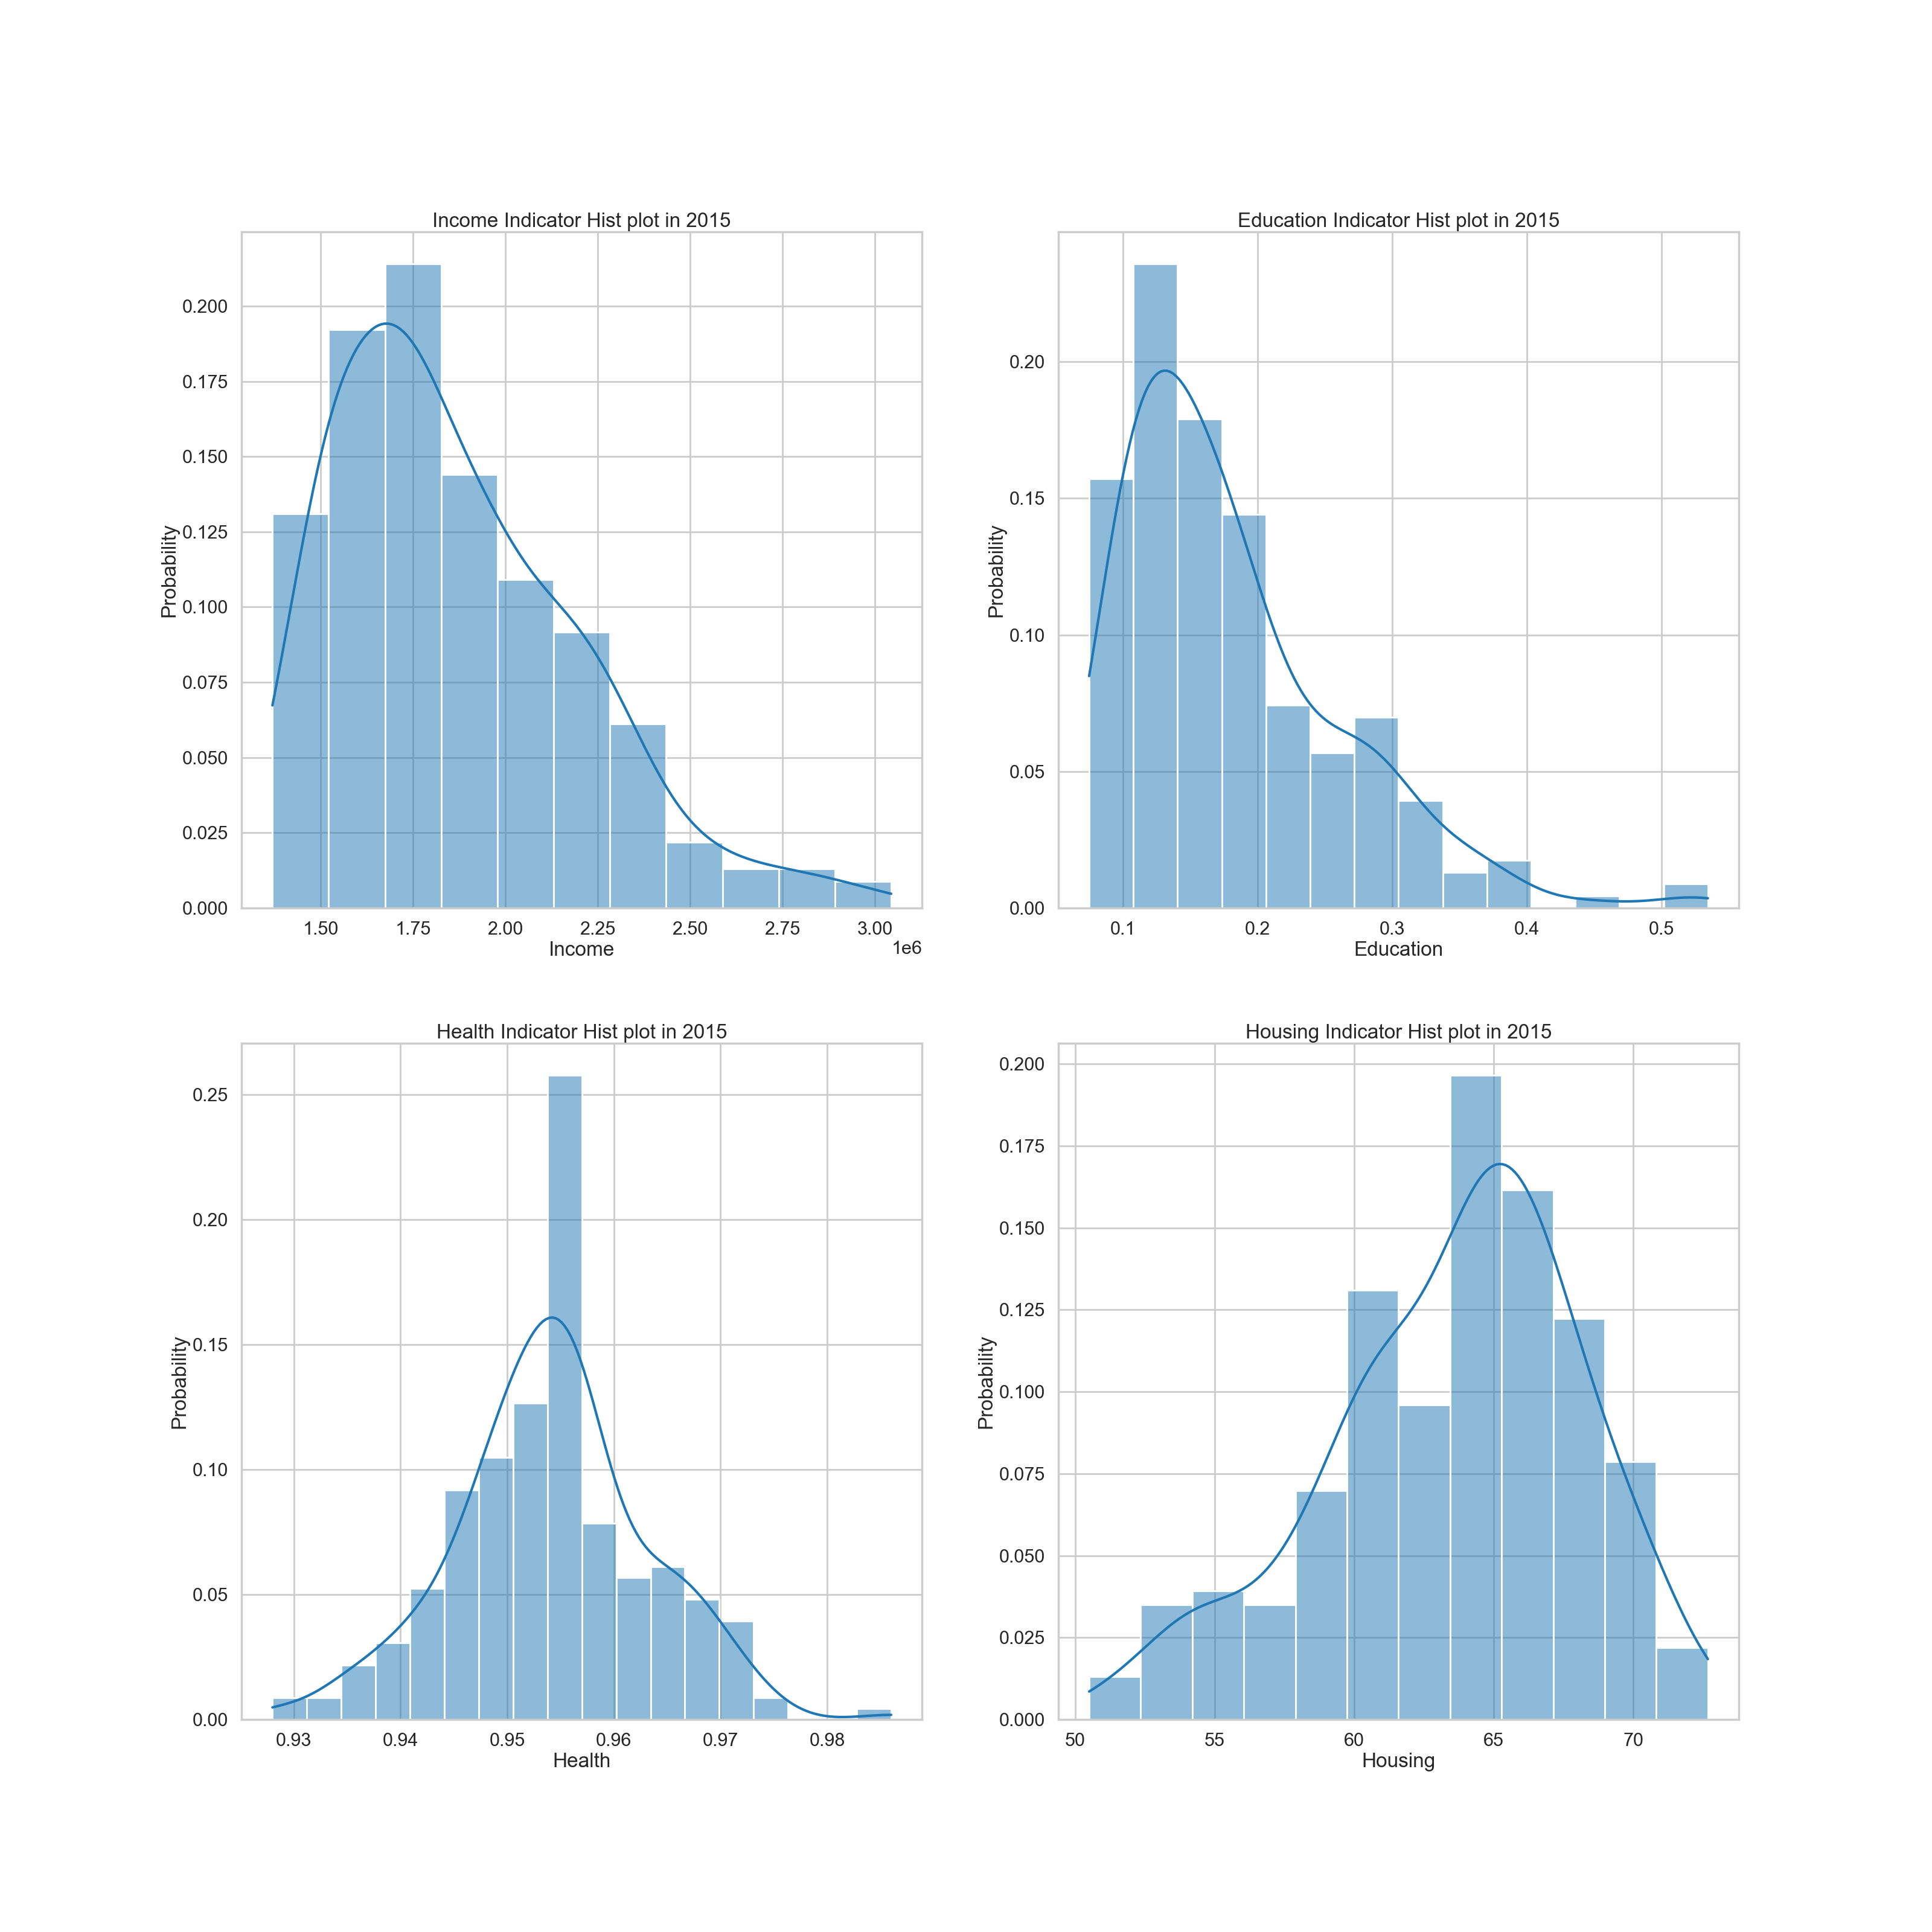 Income Indicator Hist plot in 2015
Probability
0.200
0.175
0.150
0.125
0.100
0.075
0.050
0.025
0.000
1.50 1.75 2.00 2.25 2.50 2.75 3.00
1e6
Income
Education Indicator Hist plot in 2015
Probability
0.20
0.15
0.10
0.05
0.00
0.1 0.2 0.3 0.4 0.5
Education
Health Indicator Hist plot in 2015
Probability
0.25
0.20
0.15
0.10
0.05
0.00
0.93 0.94 0.95 0.96 0.97 0.98
Health
Housing Indicator Hist plot in 2015
Probability
0.200
0.175
0.150
0.125
0.100
0.075
0.050
0.025
0.000
50 55 60 65 70
Housing